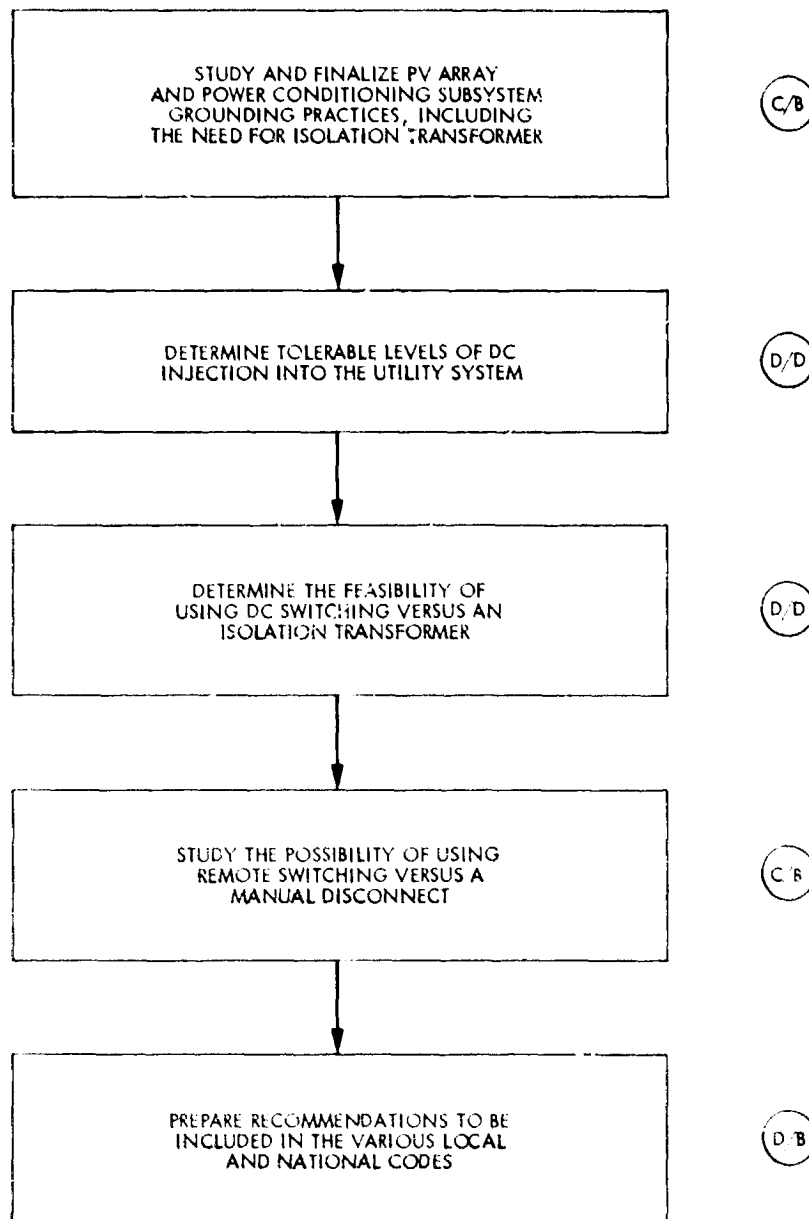 STUDY AND FINALIZE PV ARRAY
AND POWER CONDITIONING SUBSYSTEM
GROUNDING PRACTICES, INCLUDING
THE NEED FOR ISOLATION TRANSFORMER
C/B
DETERMINE TOLERABLE LEVELS OF DC
INJECTION INTO THE UTILITY SYSTEM
D/D
DETERMINE THE FEASIBILITY OF
USING DC SWITCHING VERSUS AN
ISOLATION TRANSFORMER
D/D
STUDY THE POSSIBILITY OF USING
REMOTE SWITCHING VERSUS A
MANUAL DISCONNECT
C/B
PREPARE RECOMMENDATIONS TO BE
INCLUDED IN THE VARIOUS LOCAL
AND NATIONAL CODES
D/B